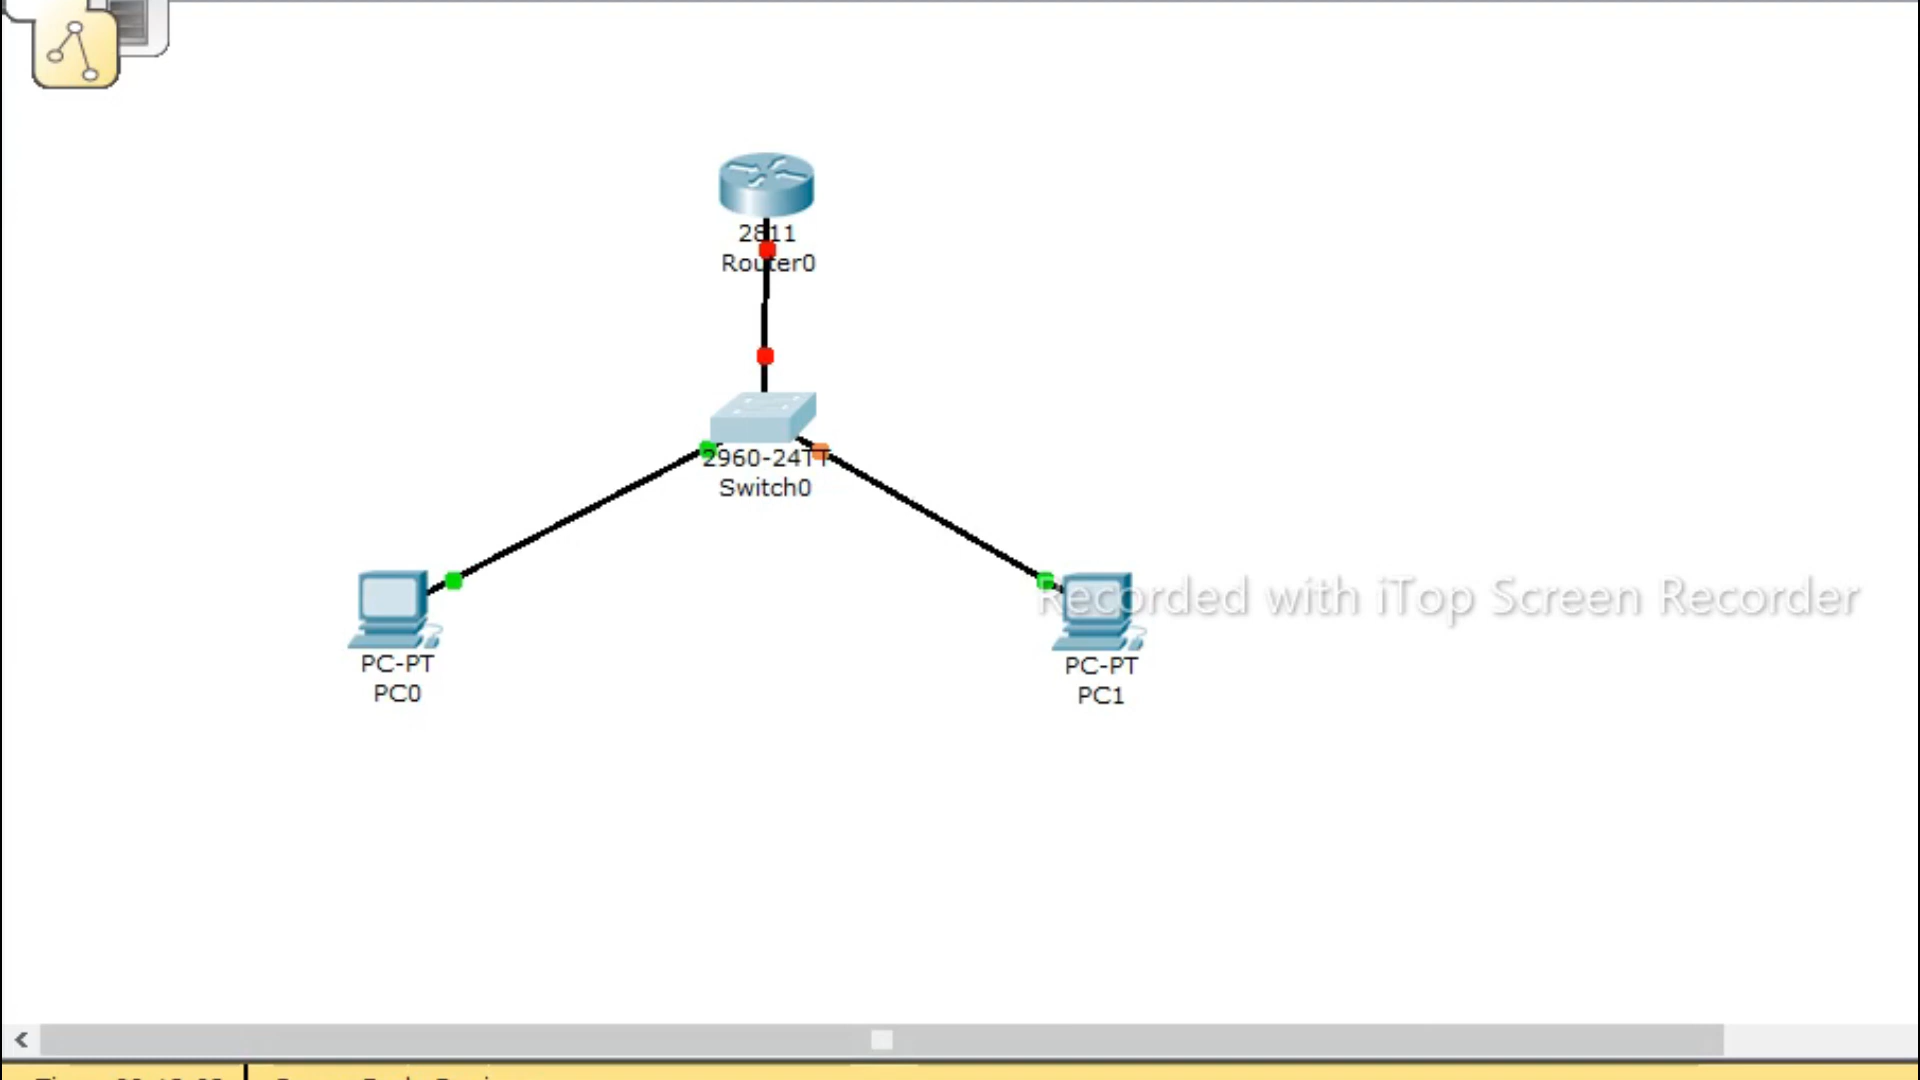 2811
Router0
2960-24TT
Switch0
Recorded with iTop Screen Recorder
PC-PT
PC0
PC-PT
PC1